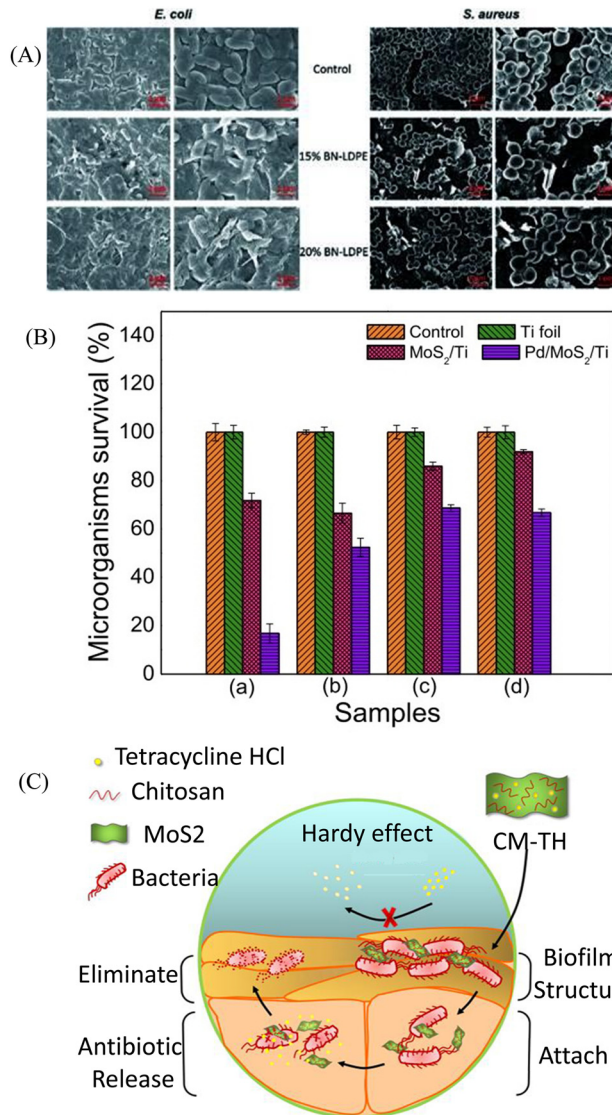 E. coli
S. aureus
(A)
Control
15% BN-LDPE
20% BN-LDPE
(B)
Microorganisms survival (%)
140
120
100
80
60
40
20
0
Control
Ti foil
MoS2/Ti
Pd/MoS2/Ti
(a)
(b)
(c)
(d)
Samples
(C)
Tetracycline HCl
Chitosan
MoS2
Bacteria
Hardy effect
CM-TH
Eliminate
Biofilm
Structu
Antibiotic
Release
Attach